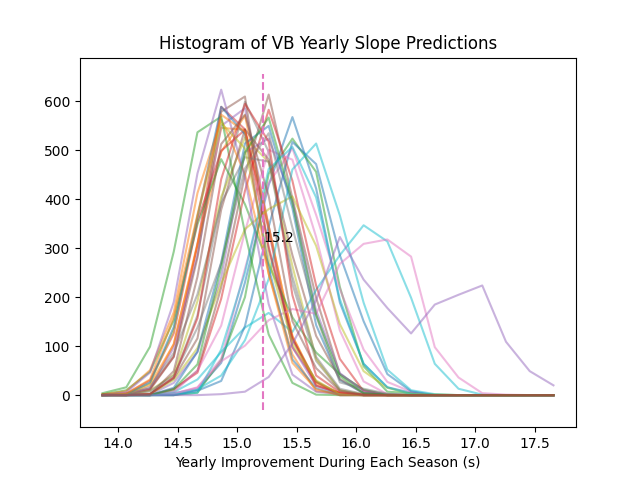 Histogram of VB Yearly Slope Predictions
600
500
400
300
200
100
0
15.2
14.0 14.5 15.0 15.5 16.0 16.5 17.0 17.5
Yearly Improvement During Each Season (s)